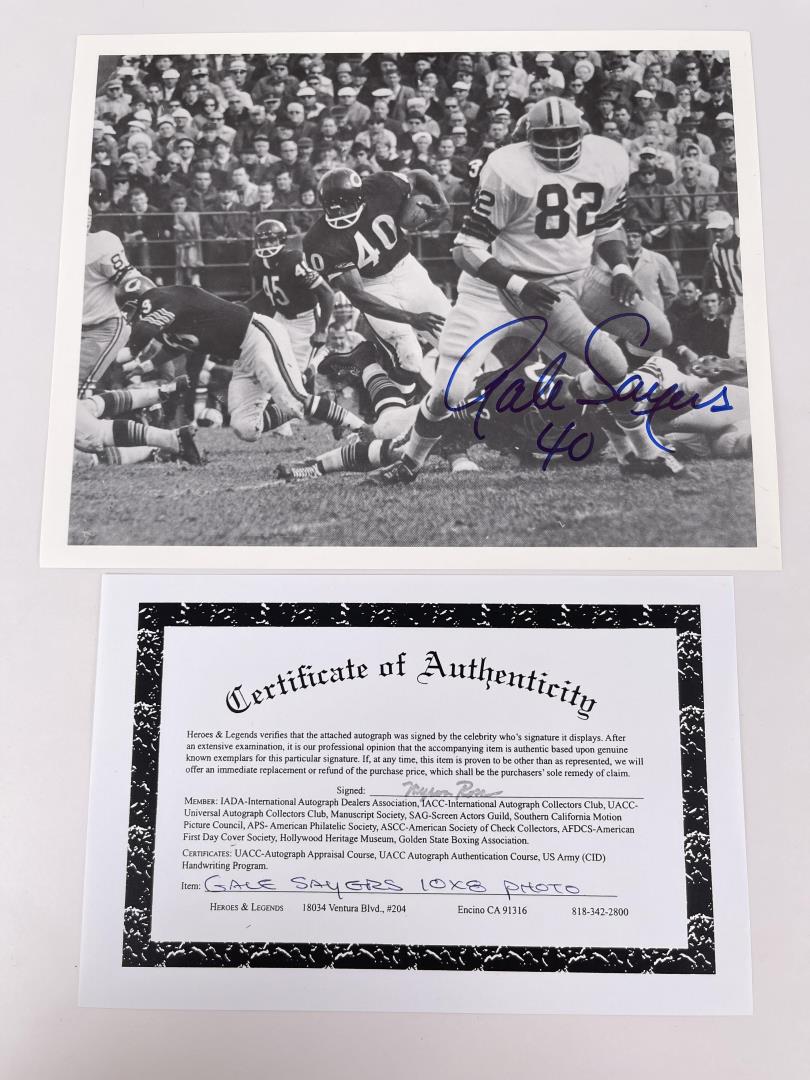 82
40
45
Gale Sayers
40
Certificate of Authenticity
Heroes & Legends verifies that the attached autograph was signed by the celebrity who's signature it displays. After
an extensive examination, it is our professional opinion that the accompanying item is authentic based upon genuine
known exemplars for this particular signature. If, at any time, this item is proven to be other than as represented, we will
offer an immediate replacement or refund of the purchase price, which shall be the purchasers' sole remedy of claim.
Signed: Myron Ross
Member: IADA-International Autograph Dealers Association, IACC-International Autograph Collectors Club, UACC-
Universal Autograph Collectors Club, Manuscript Society, SAG-Screen Actors Guild, Southern California Motion
Picture Council, APS- American Philatelic Society, ASCC-American Society of Check Collectors, AFDCS-American
First Day Cover Society, Hollywood Heritage Museum, Golden State Boxing Association.
Certificates: UACC-Autograph Appraisal Course, UACC Autograph Authentication Course, US Army (CID)
Handwriting Program.
Item: GALE SAYERS 10X8 PHOTO
Heroes & Legends 18034 Ventura Blvd., #204 Encino CA 91316 818-342-2800